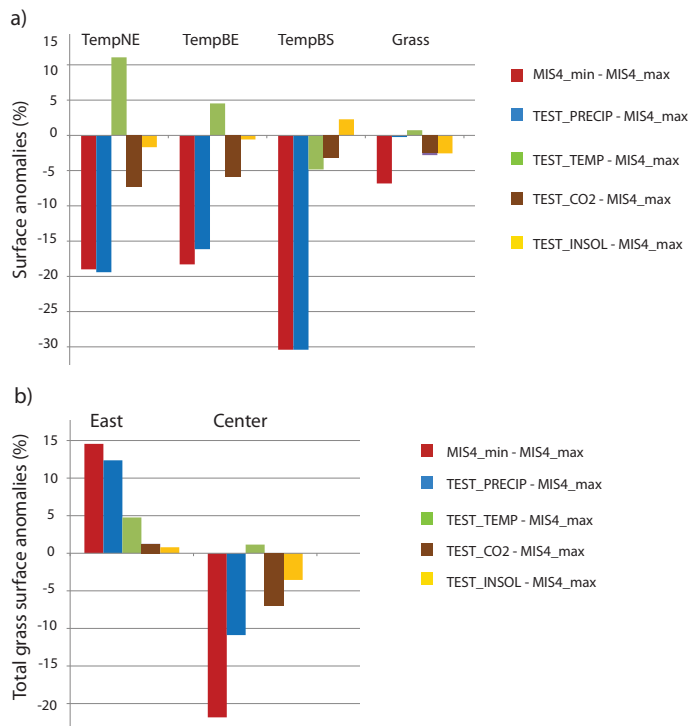 a)
TempNE TempBE TempBS Grass
15
10
5
0
-5
-10
-15
-20
-25
-30
Surface anomalies (%)
MIS4_min - MIS4_max
TEST_PRECIP - MIS4_max
TEST_TEMP - MIS4_max
TEST_CO2 - MIS4_max
TEST_INSOL - MIS4_max
b)
East Center
15
10
5
0
-5
-10
-15
-20
Total grass surface anomalies (%)
MIS4_min - MIS4_max
TEST_PRECIP - MIS4_max
TEST_TEMP - MIS4_max
TEST_CO2 - MIS4_max
TEST_INSOL - MIS4_max